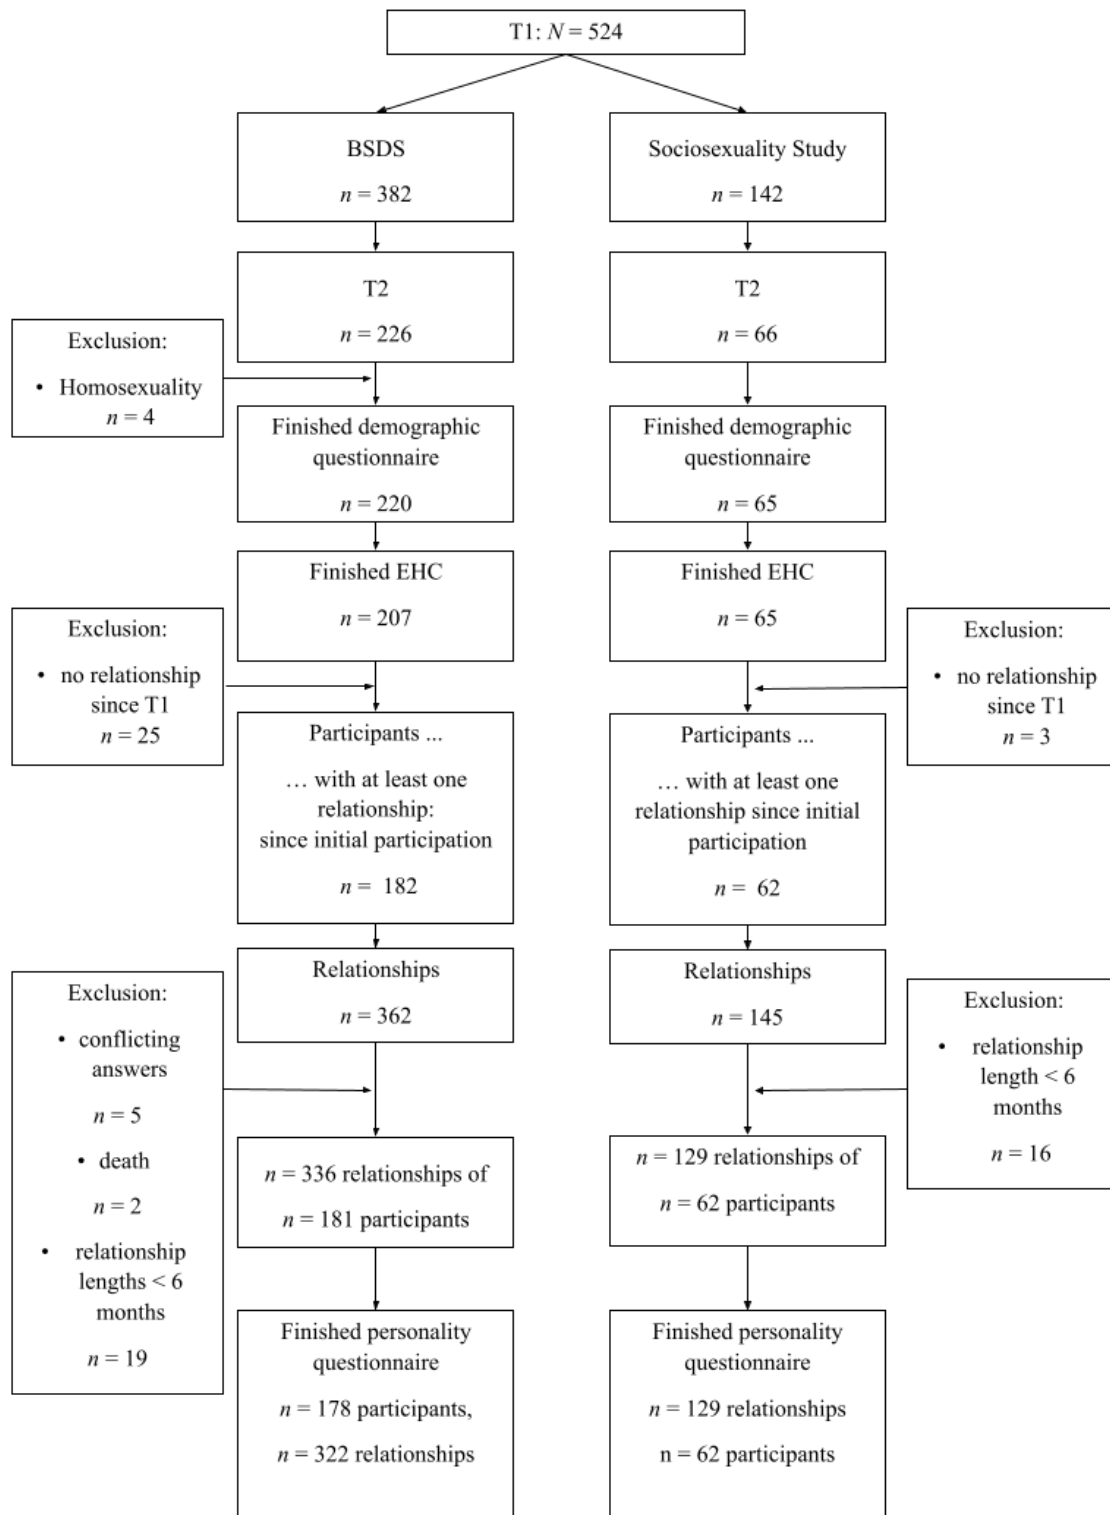 T1: N = 524
BSDS
n = 382
Sociosexuality Study
n = 142
T2
n = 226
T2
n = 66
Exclusion:
• Homosexuality
n = 4
Finished demographic
questionnaire
n = 220
Finished demographic
questionnaire
n = 65
Finished EHC
n = 207
Finished EHC
n = 65
Exclusion:
• no relationship
since T1
n = 25
Exclusion:
• no relationship
since T1
n = 3
Participants ...
… with at least one
relationship:
since initial participation
n = 182
Participants ...
… with at least one
relationship since initial
participation
n = 62
Relationships
n = 362
Relationships
n = 145
Exclusion:
• conflicting
answers
n = 5
• death
n = 2
• relationship
lengths < 6
months
n = 19
Exclusion:
• relationship
length < 6
months
n = 16
n = 336 relationships of
n = 181 participants
n = 129 relationships of
n = 62 participants
Finished personality
questionnaire
n = 178 participants,
n = 322 relationships
Finished personality
questionnaire
n = 129 relationships
n = 62 participants